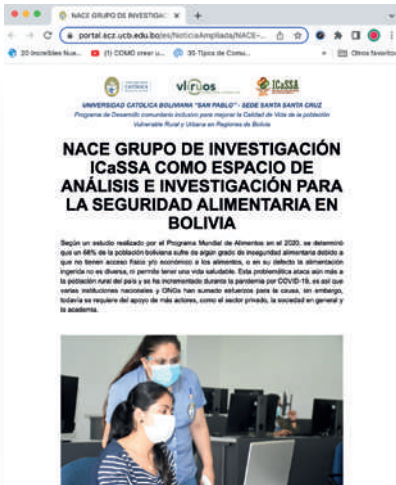 NACE GRUPO DE INVESTIGAC
portal.scz.ucb.edu.bo/es/NoticiaAmpliada/NACE-...
20 Increíbles Nue...
(1) COMO crear u...
35-Tipos de Comu...
Otros favoritos
UNIVERSIDAD CATÓLICA BOLIVIANA "SAN PABLO" - SEDE SANTA SANTA CRUZ
Programa de Desarrollo comunitario inclusivo para mejorar la Calidad de Vida de la población
Vulnerable Rural y Urbana en Regiones de Bolivia
CATÓLICA
vliruos
ICaSSA
NACE GRUPO DE INVESTIGACIÓN
ICaSSA COMO ESPACIO DE
ANÁLISIS E INVESTIGACIÓN PARA
LA SEGURIDAD ALIMENTARIA EN
BOLIVIA
Según un estudio realizado por el Programa Mundial de Alimentos en el 2020, se determinó
que un 68% de la población boliviana sufre de algún grado de inseguridad alimentaria debido a
que no tienen acceso físico y/o económico a los alimentos, o en su defecto la alimentación
ingerida no es diversa, ni permite tener una vida saludable. Esta problemática ataca aún más a
la población rural del país y se ha incrementado durante la pandemia por COVID-19, es así que
varias instituciones nacionales y ONGs han sumado esfuerzos para la causa, sin embargo,
todavía se requiere del apoyo de más actores, como el sector privado, la sociedad en general y
la academia.